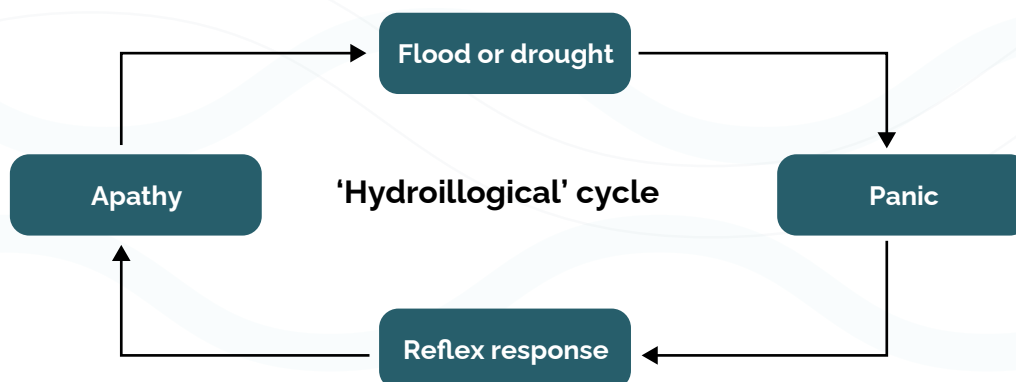 Flood or drought
Apathy
‘Hydroillogical’ cycle
Panic
Reflex response